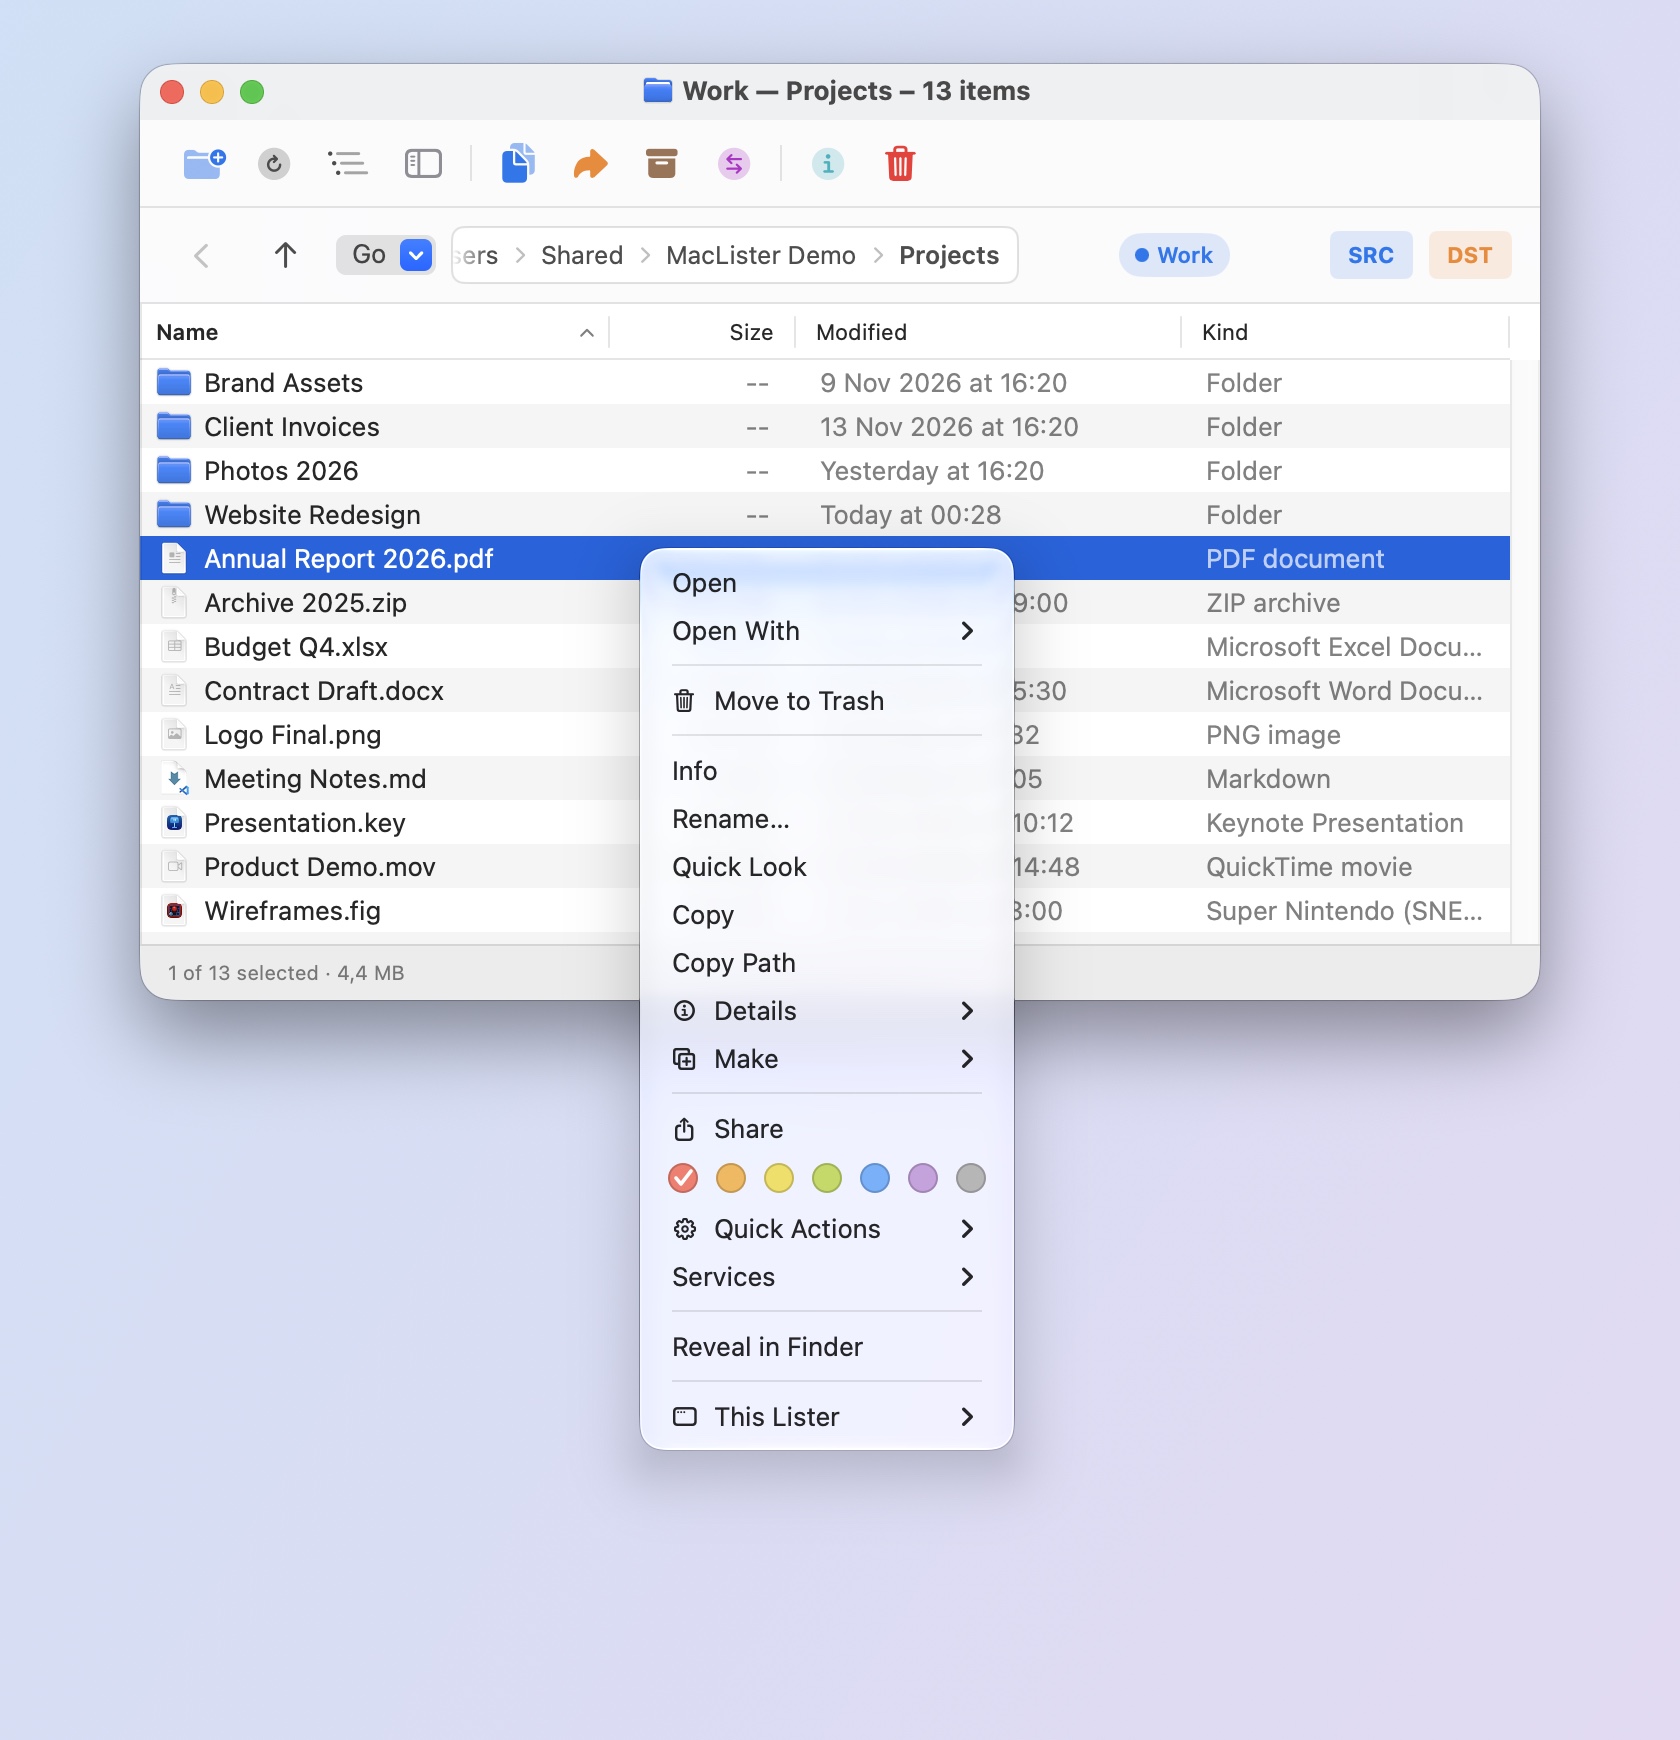 Work — Projects – 13 items
Go
Shared > MacLister Demo > Projects
Work
SRC
DST
Name Size Modified Kind
Brand Assets -- 9 Nov 2026 at 16:20 Folder
Client Invoices -- 13 Nov 2026 at 16:20 Folder
Photos 2026 -- Yesterday at 16:20 Folder
Website Redesign -- Today at 00:28 Folder
Annual Report 2026.pdf PDF document
Archive 2025.zip 9:00 ZIP archive
Budget Q4.xlsx Microsoft Excel Docu...
Contract Draft.docx 5:30 Microsoft Word Docu...
Logo Final.png PNG image
Meeting Notes.md 05 Markdown
Presentation.key 10:12 Keynote Presentation
Product Demo.mov 14:48 QuickTime movie
Wireframes.fig :00 Super Nintendo (SNE...
1 of 13 selected · 4,4 MB
Open
Open With
Move to Trash
Info
Rename...
Quick Look
Copy
Copy Path
Details
Make
Share
Quick Actions
Services
Reveal in Finder
This Lister